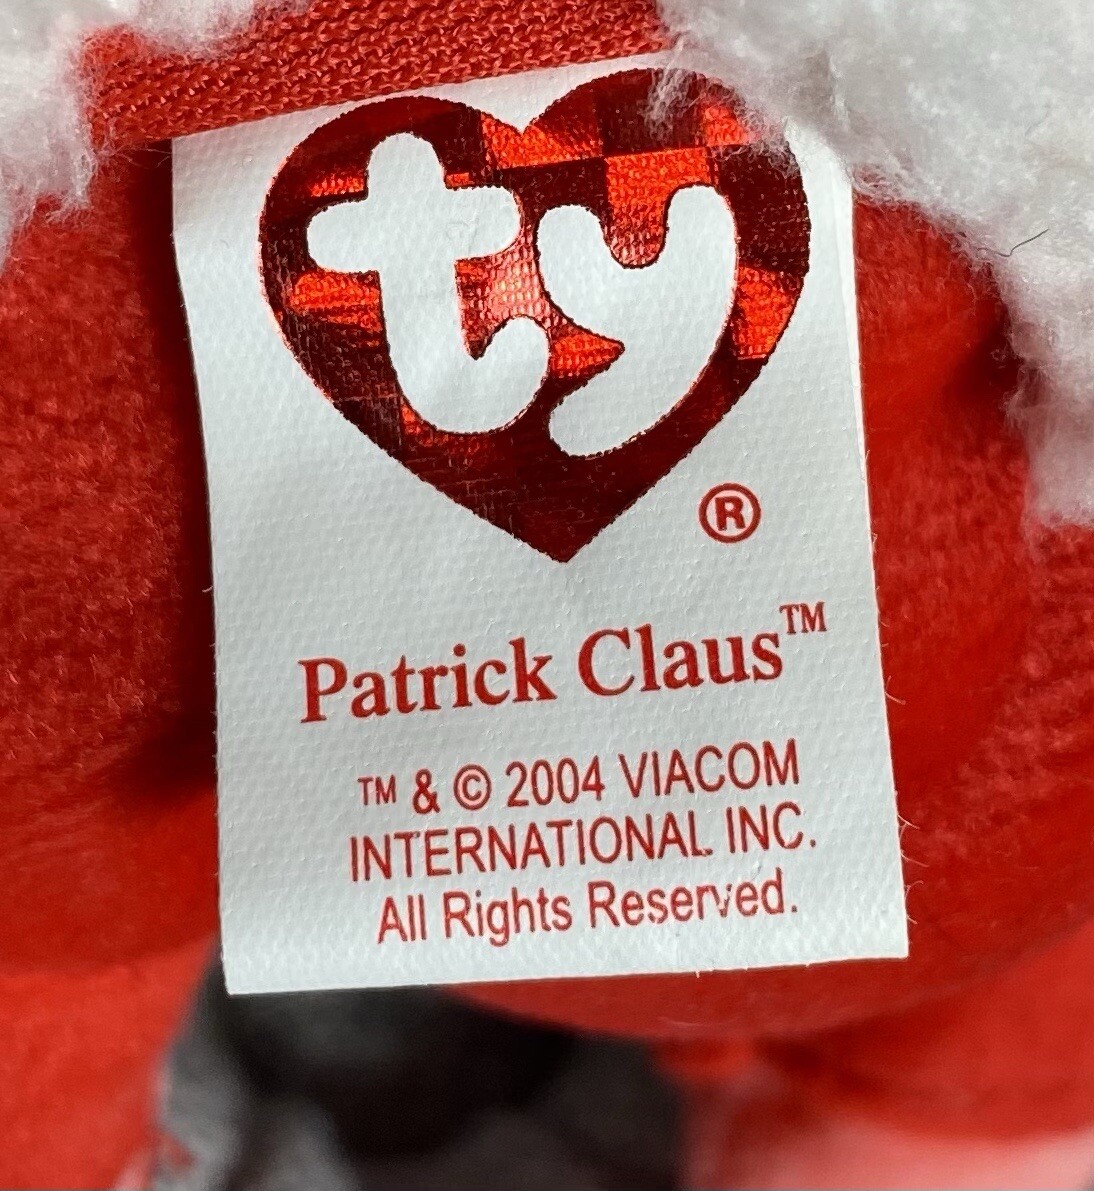 ty
®
Patrick Claus™
™ & © 2004 VIACOM
INTERNATIONAL INC.
All Rights Reserved.